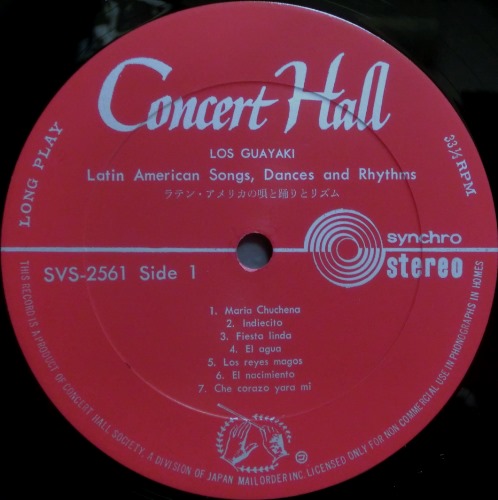 Concert Hall
LOS GUAYAKI
Latin American Songs, Dances and Rhythms
ラテン・アメリカの唄と踊りとリズム
LONG PLAY
33 1/3 RPM
synchro
stereo
SVS-2561 Side 1
1. Maria Chuchena
2. Indiecito
3. Fiesta linda
4. El agua
5. Los reyes magos
6. El nacimiento
7. Che corazo yara mi
THIS RECORD IS A PRODUCT OF CONCERT HALL SOCIETY, A DIVISION OF JAPAN MAIL ORDER INC. LICENSED ONLY FOR NON COMMERCIAL USE IN PHONOGRAPHS IN HOMES